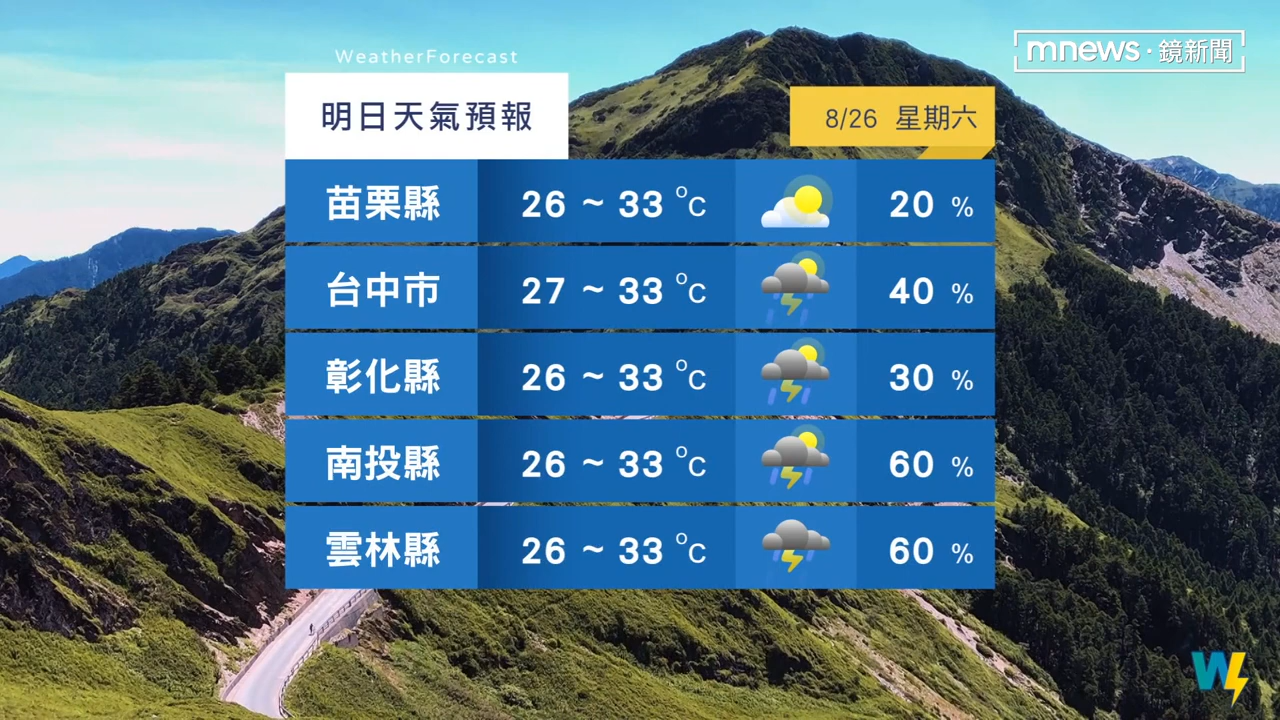 WeatherForecast
mnews·鏡新聞
明日天氣預報
8/26 星期六
苗栗縣 26 ~ 33 °C 20 %
台中市 27 ~ 33 °C 40 %
彰化縣 26 ~ 33 °C 30 %
南投縣 26 ~ 33 °C 60 %
雲林縣 26 ~ 33 °C 60 %
W